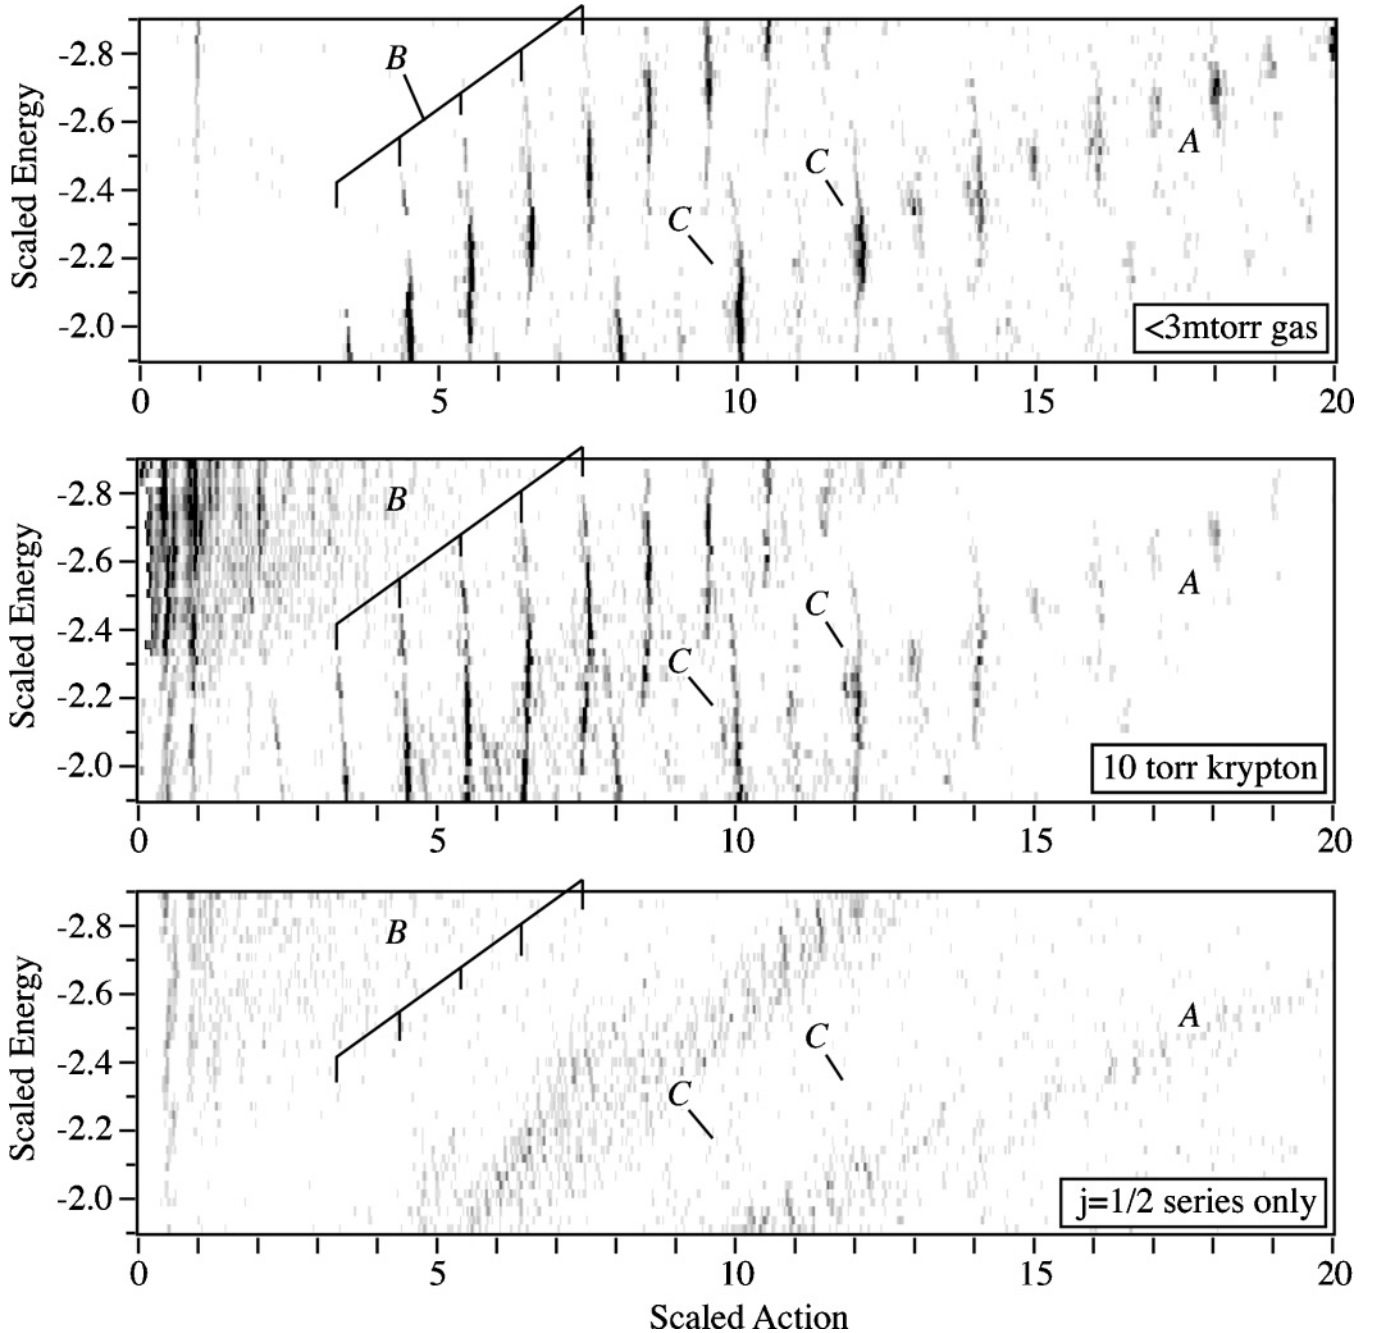 Scaled Energy
-2.8
-2.6
-2.4
-2.2
-2.0
B
C
C
A
<3mtorr gas
0 5 10 15 20
Scaled Energy
-2.8
-2.6
-2.4
-2.2
-2.0
B
C
C
A
10 torr krypton
0 5 10 15 20
Scaled Energy
-2.8
-2.6
-2.4
-2.2
-2.0
B
C
C
A
j=1/2 series only
0 5 10 15 20
Scaled Action